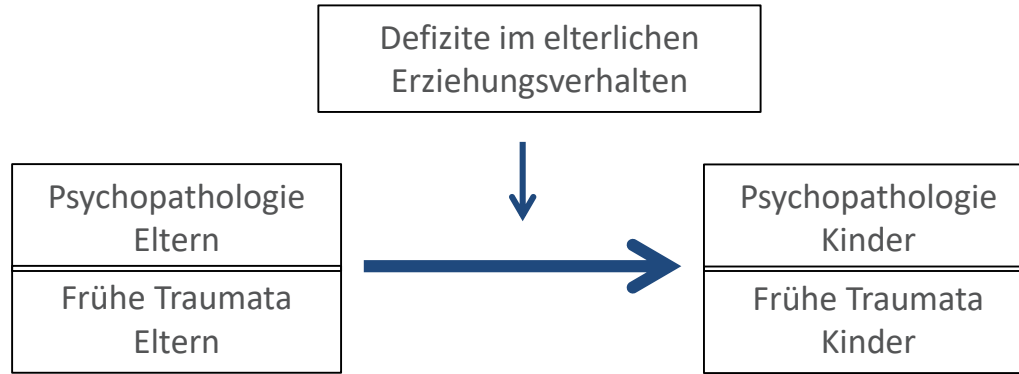 Defizite im elterlichen
Erziehungsverhalten
Psychopathologie
Eltern
Frühe Traumata
Eltern
Psychopathologie
Kinder
Frühe Traumata
Kinder